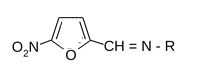 O₂N O CH = N - R